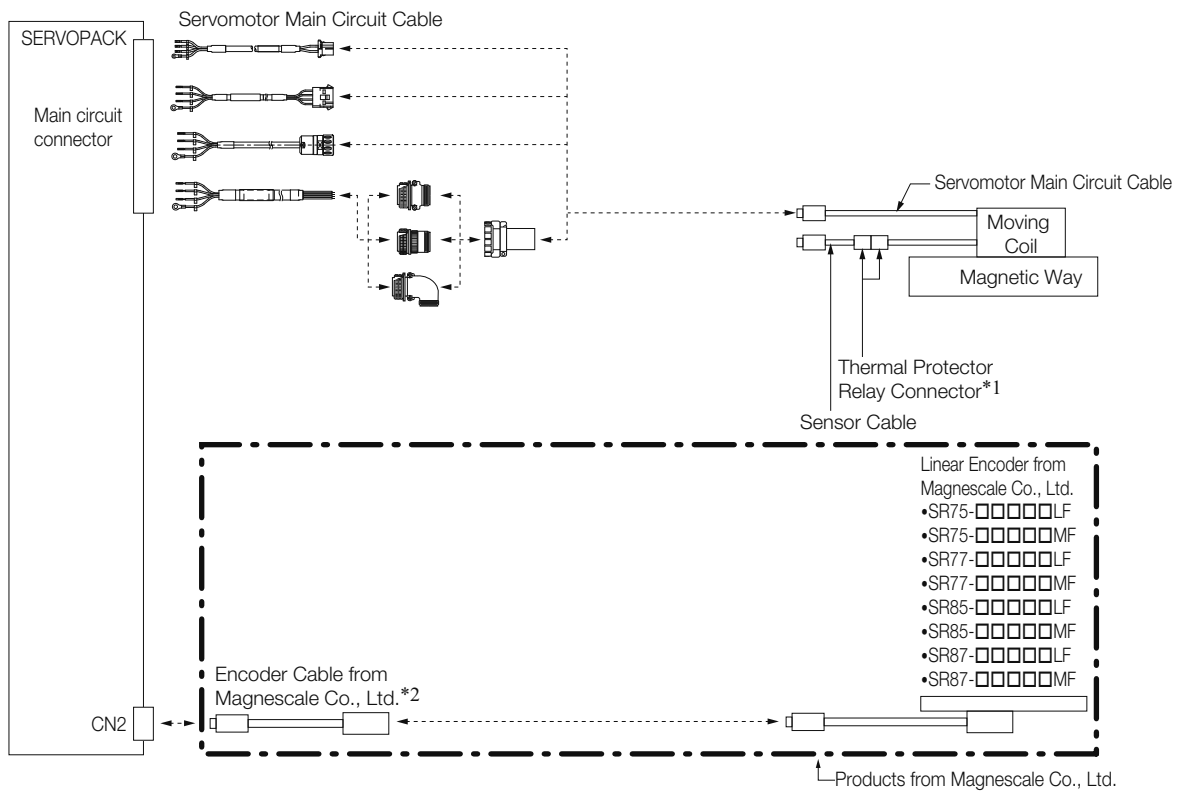 Servomotor Main Circuit Cable
SERVOPACK
Main circuit
connector
Servomotor Main Circuit Cable
Moving
Coil
Magnetic Way
Thermal Protector
Relay Connector*1
Sensor Cable
Linear Encoder from
Magnescale Co., Ltd.
•SR75-□□□□□LF
•SR75-□□□□□MF
•SR77-□□□□□LF
•SR77-□□□□□MF
•SR85-□□□□□LF
•SR85-□□□□□MF
•SR87-□□□□□LF
•SR87-□□□□□MF
Encoder Cable from
Magnescale Co., Ltd.*2
CN2
Products from Magnescale Co., Ltd.